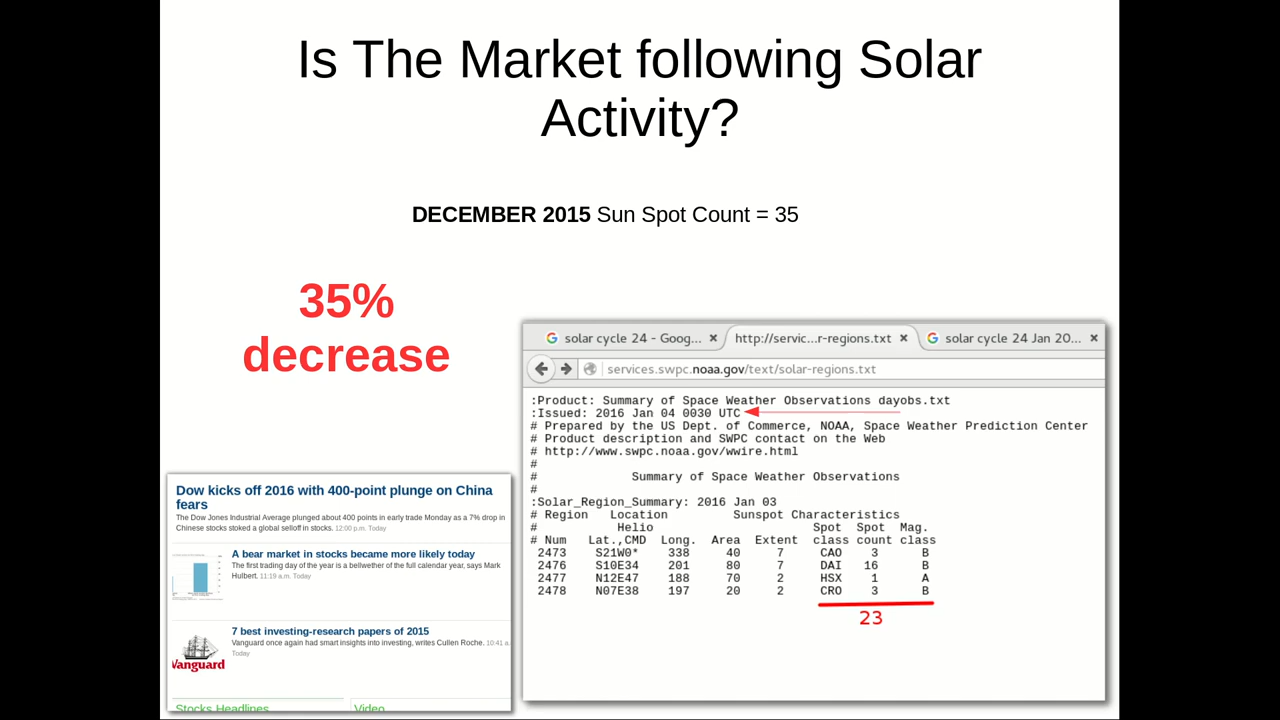 Is The Market following Solar
Activity?
DECEMBER 2015 Sun Spot Count = 35
35%
decrease
solar cycle 24 - Goog... ×
http://servic...r-regions.txt ×
solar cycle 24 Jan 20... ×
services.swpc.noaa.gov/text/solar-regions.txt
:Product: Summary of Space Weather Observations dayobs.txt
:Issued: 2016 Jan 04 0030 UTC
# Prepared by the US Dept. of Commerce, NOAA, Space Weather Prediction Center
# Product description and SWPC contact on the Web
# http://www.swpc.noaa.gov/wwire.html
#
# Summary of Space Weather Observations
#
:Solar_Region_Summary: 2016 Jan 03
# Region Location Sunspot Characteristics
# Helio Spot Spot Mag.
# Num Lat.,CMD Long. Area Extent class count class
2473 S21W0* 338 40 7 CAO 3 B
2476 S10E34 201 80 7 DAI 16 B
2477 N12E47 188 70 2 HSX 1 A
2478 N07E38 197 20 2 CRO 3 B
23
Dow kicks off 2016 with 400-point plunge on China
fears
The Dow Jones Industrial Average plunged about 400 points in early trade Monday as a 7% drop in
Chinese stocks stoked a global selloff in stocks. 12:00 p.m. Today
A bear market in stocks became more likely today
The first trading day of the year is a bellwether of the full calendar year, says Mark
Hulbert. 11:19 a.m. Today
7 best investing-research papers of 2015
Vanguard once again had smart insights into investing, writes Cullen Roche. 10:41 a.
Today
Vanguard
Stocks Headlines
Video